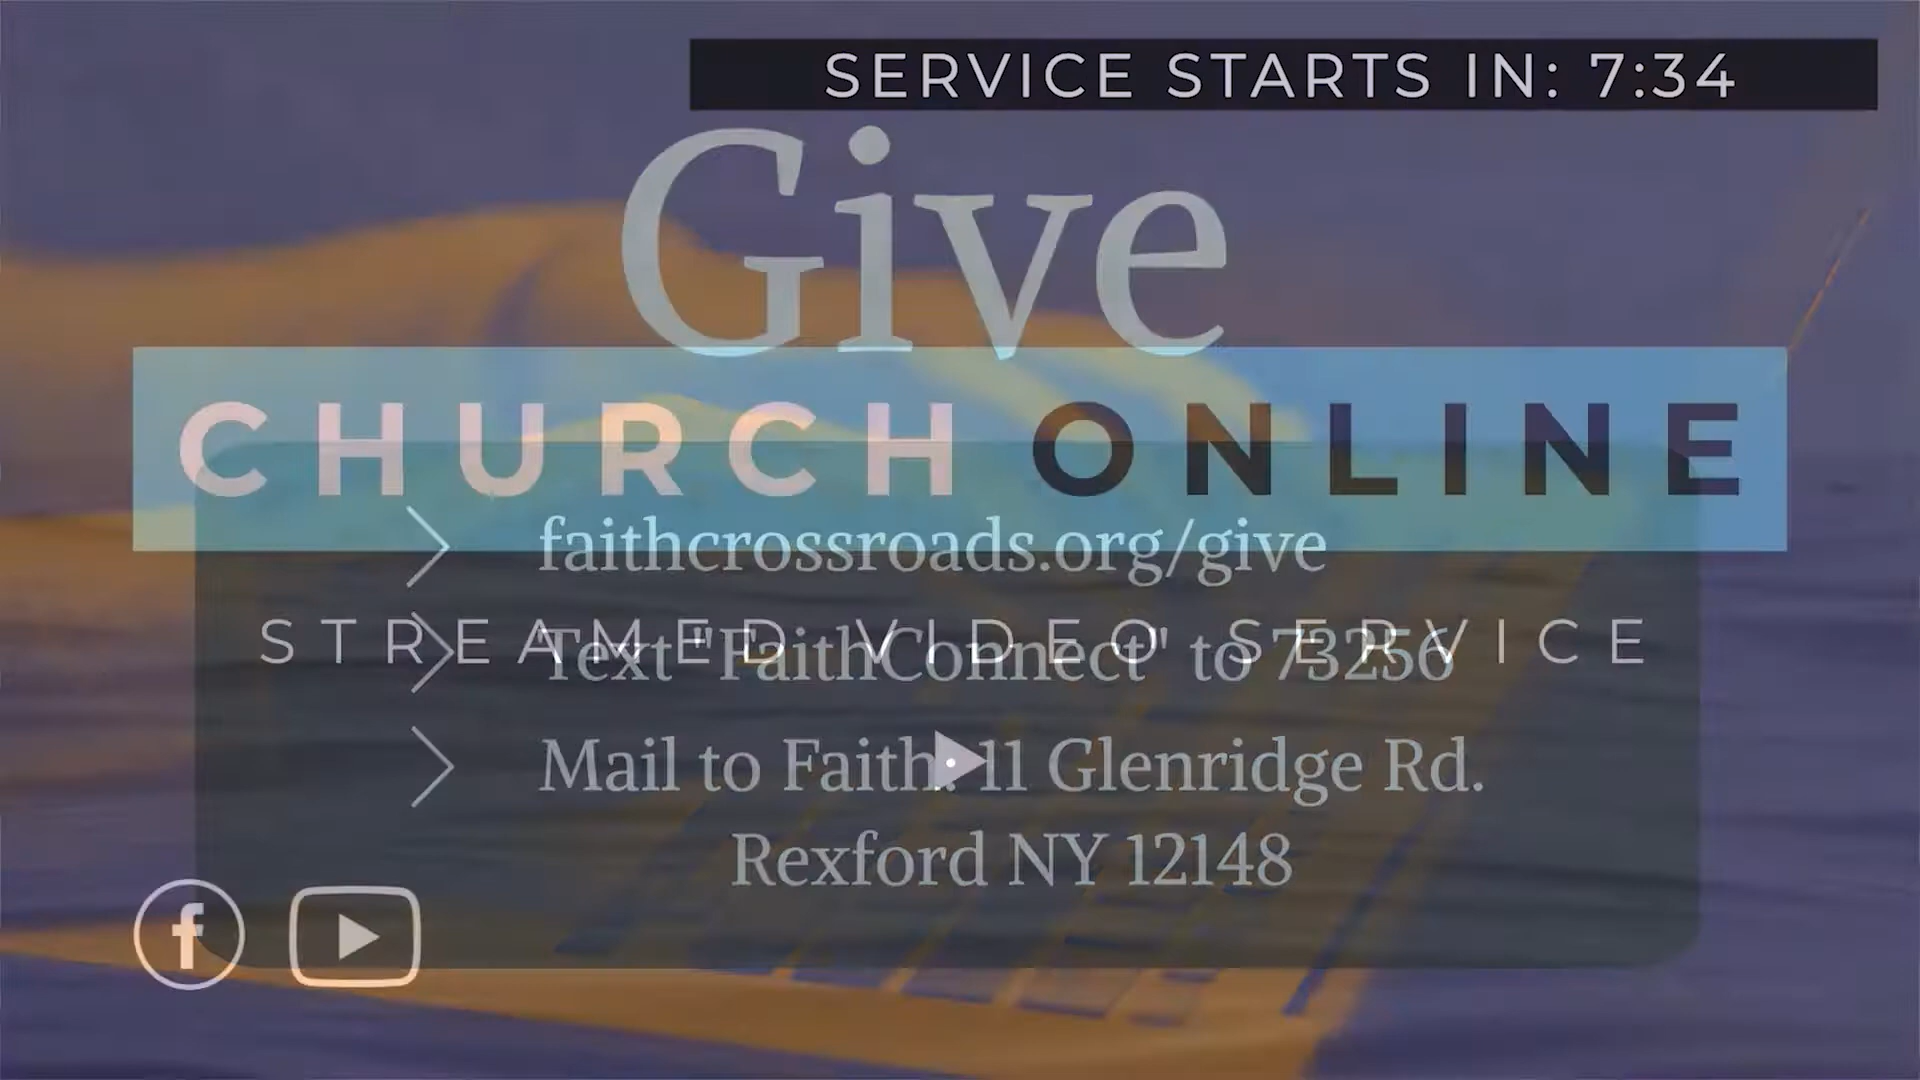 SERVICE STARTS IN: 7:34
Give
CHURCH ONLINE
faithcrossroads.org/give
STREAMED VIDEO SERVICE
Text "FaithConnect" to 73256
Mail to Faith: 11 Glenridge Rd.
Rexford NY 12148